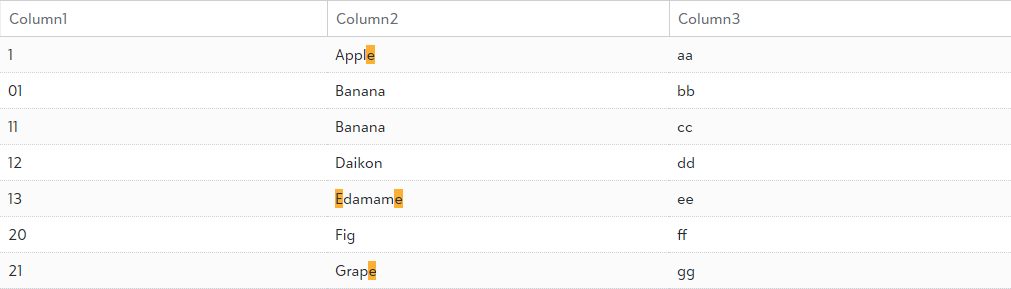 Column1 Column2 Column3
1 Apple aa
01 Banana bb
11 Banana cc
12 Daikon dd
13 Edamame ee
20 Fig ff
21 Grape gg